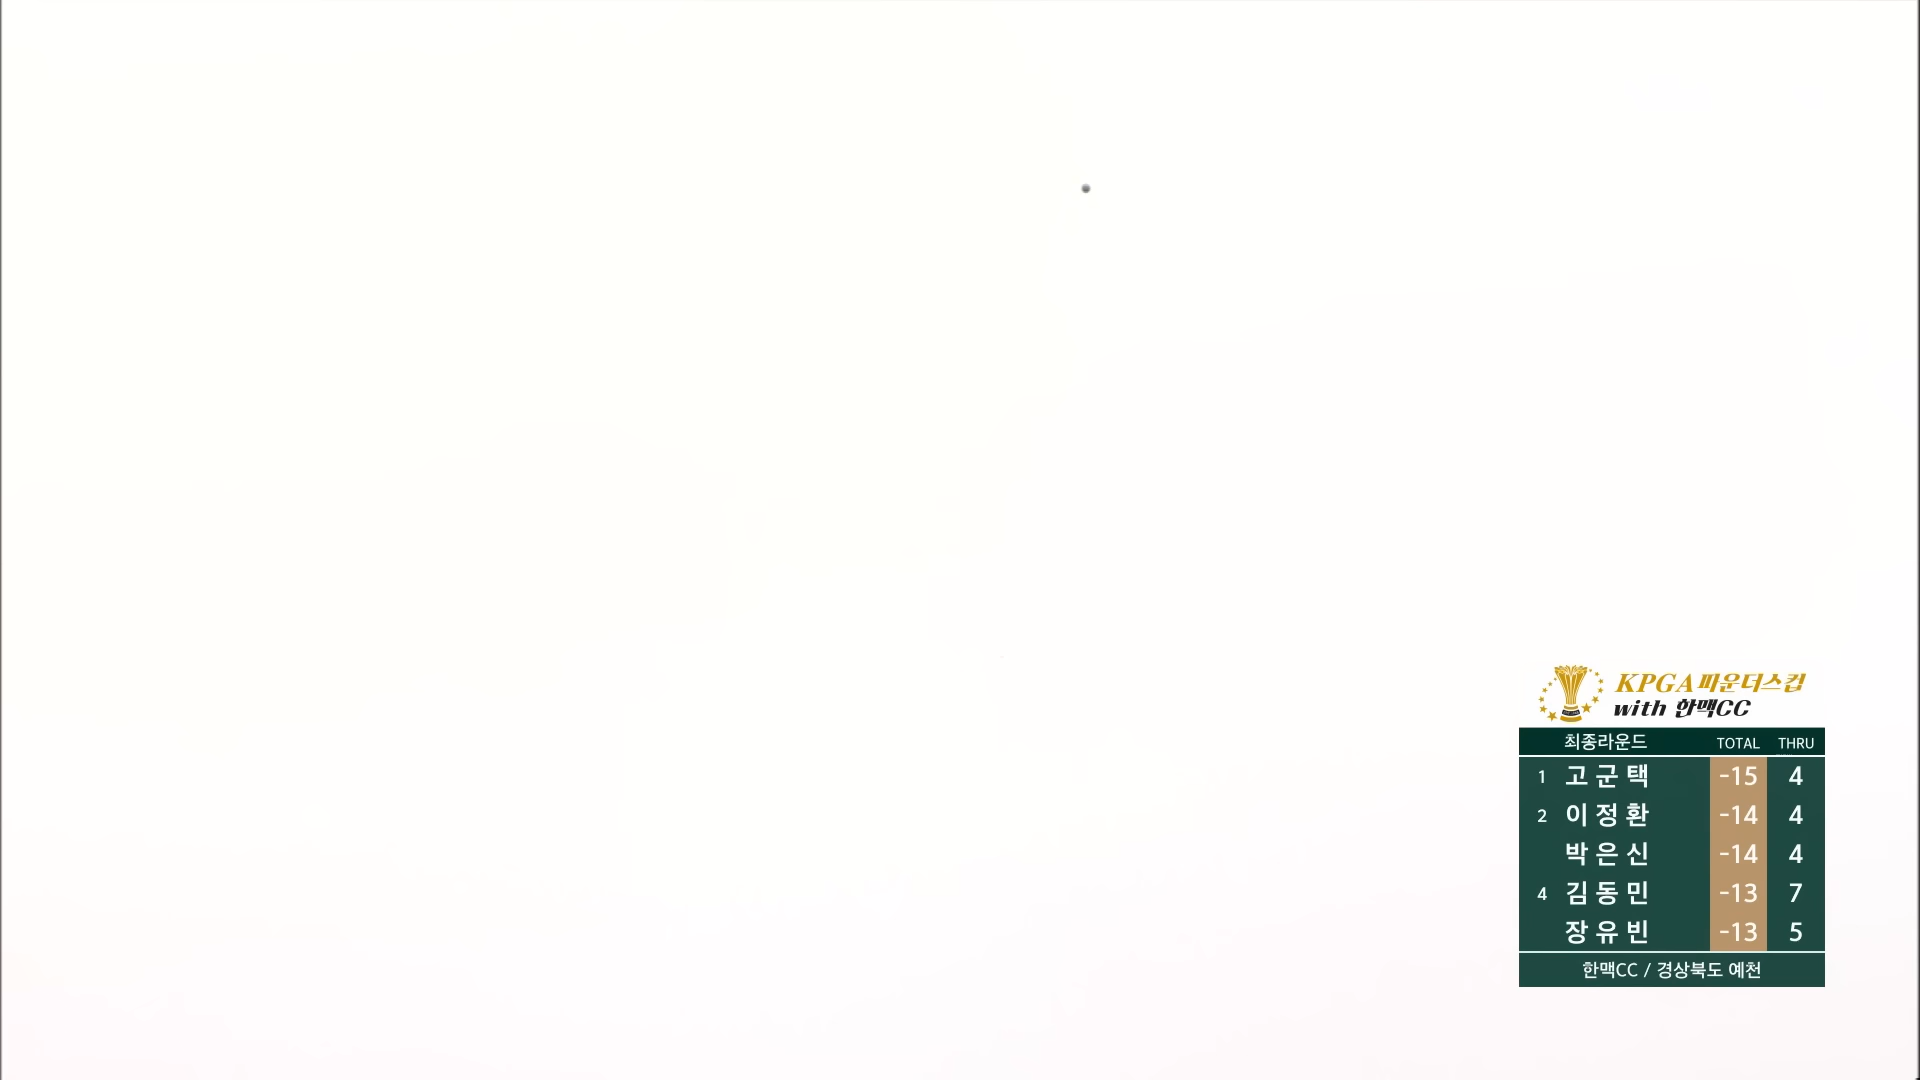 KPGA 파운더스컵
with 한맥CC
최종라운드 TOTAL THRU
1 고군택 -15 4
2 이정환 -14 4
박은신 -14 4
4 김동민 -13 7
장유빈 -13 5
한맥CC / 경상북도 예천